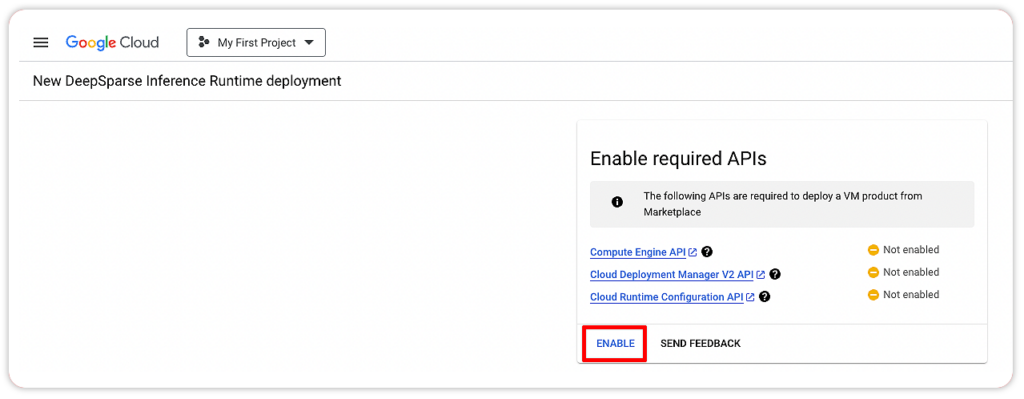 Google Cloud
My First Project
New DeepSparse Inference Runtime deployment
Enable required APIs
The following APIs are required to deploy a VM product from
Marketplace
Compute Engine API
Not enabled
Cloud Deployment Manager V2 API
Not enabled
Cloud Runtime Configuration API
Not enabled
ENABLE
SEND FEEDBACK